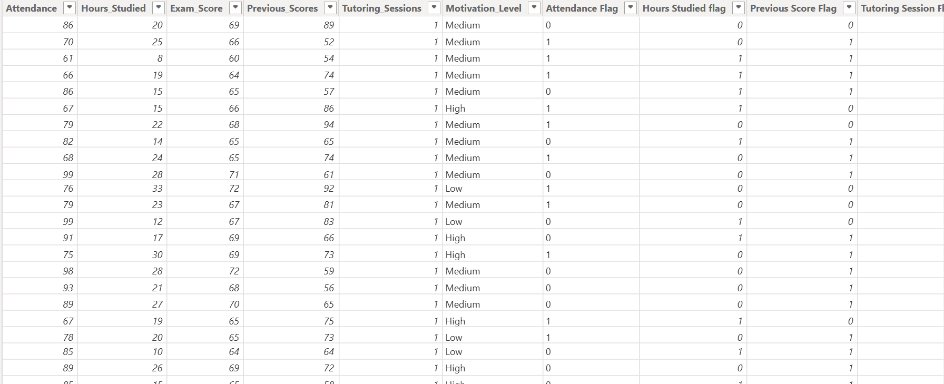 Attendance Hours_Studied Exam_Score Previous_Scores Tutoring_Sessions Motivation_Level Attendance Flag Hours Studied flag Previous Score Flag Tutoring Session Fl
86 20 69 89 1 Medium 0 0 0
70 25 66 52 1 Medium 1 0 1
61 8 60 54 1 Medium 1 1 1
66 19 64 74 1 Medium 1 1 1
86 15 65 57 1 Medium 0 1 1
67 15 66 86 1 High 1 1 0
79 22 68 94 1 Medium 1 0 0
82 14 65 65 1 Medium 0 1 1
68 24 65 74 1 Medium 1 0 1
99 28 71 61 1 Medium 0 0 1
76 33 72 92 1 Low 1 0 0
79 23 67 81 1 Medium 1 0 0
99 12 67 83 1 Low 0 1 0
91 17 69 66 1 High 0 1 1
75 30 69 73 1 High 1 0 1
98 28 72 59 1 Medium 0 0 1
93 21 68 56 1 Medium 0 0 1
89 27 70 65 1 Medium 0 0 1
67 19 65 75 1 High 1 1 0
78 20 65 73 1 Low 1 0 1
85 10 64 64 1 Low 0 1 1
89 26 69 72 1 High 0 0 1